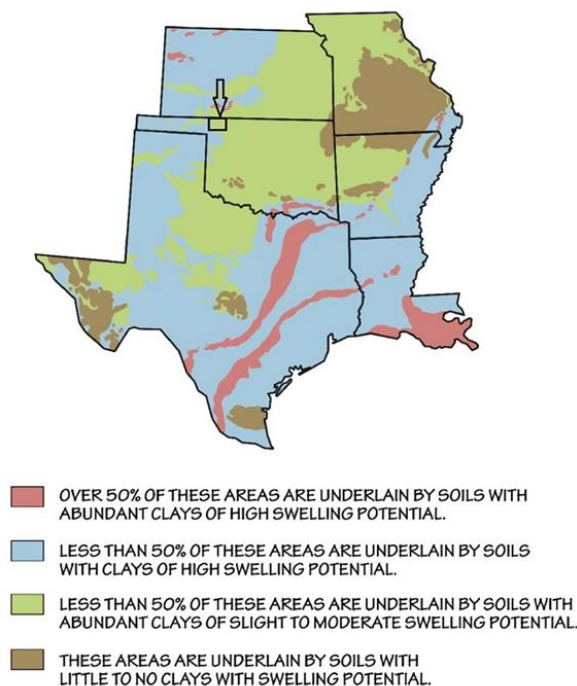 OVER 50% OF THESE AREAS ARE UNDERLAIN BY SOILS WITH
ABUNDANT CLAYS OF HIGH SWELLING POTENTIAL.
LESS THAN 50% OF THESE AREAS ARE UNDERLAIN BY SOILS
WITH CLAYS OF HIGH SWELLING POTENTIAL.
LESS THAN 50% OF THESE AREAS ARE UNDERLAIN BY SOILS WITH
ABUNDANT CLAYS OF SLIGHT TO MODERATE SWELLING POTENTIAL.
THESE AREAS ARE UNDERLAIN BY SOILS WITH
LITTLE TO NO CLAYS WITH SWELLING POTENTIAL.